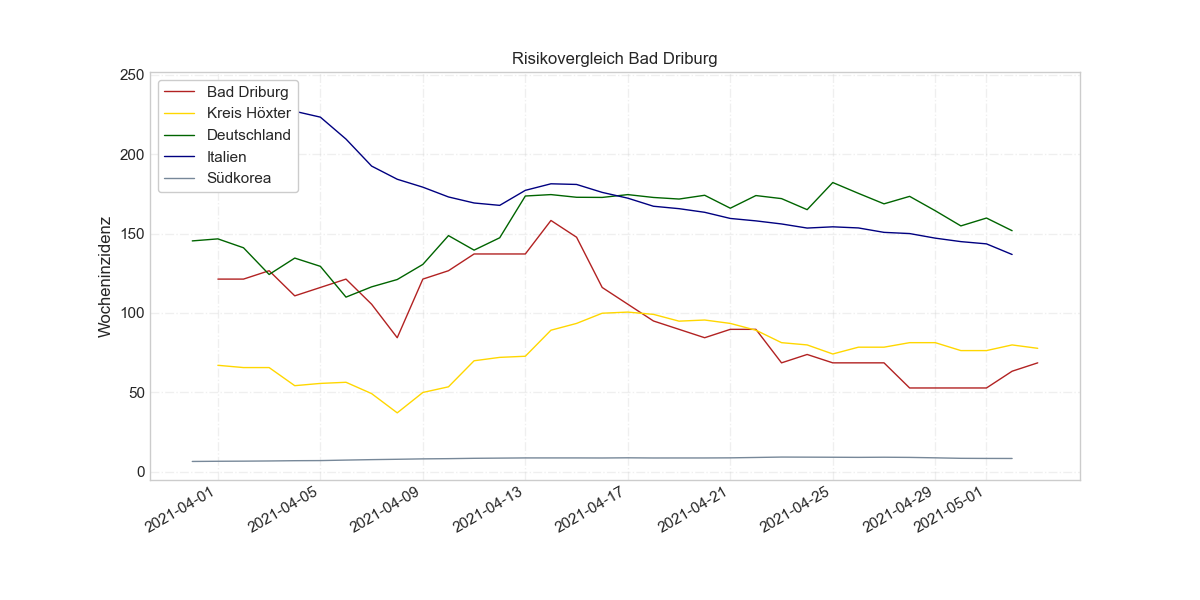 Risikovergleich Bad Driburg
Wocheninzidenz
250
200
150
100
50
0
Bad Driburg
Kreis Höxter
Deutschland
Italien
Südkorea
2021-04-01
2021-04-05
2021-04-09
2021-04-13
2021-04-17
2021-04-21
2021-04-25
2021-04-29
2021-05-01